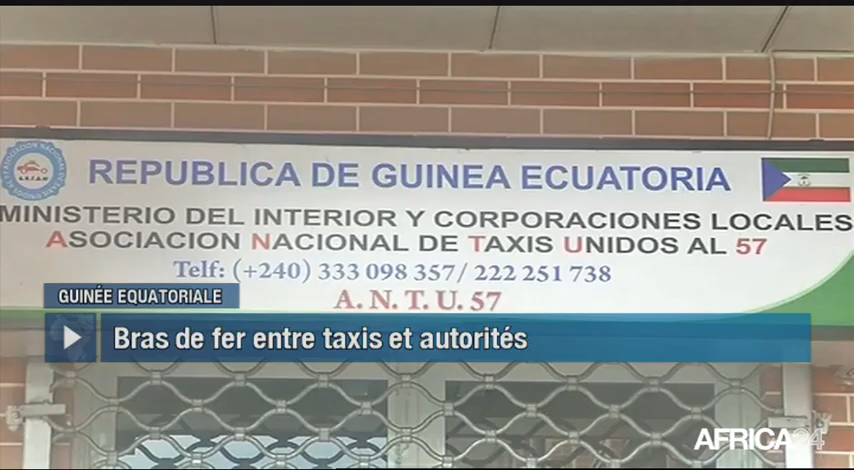 REPUBLICA DE GUINEA ECUATORIA
MINISTERIO DEL INTERIOR Y CORPORACIONES LOCALES
ASOCIACION NACIONAL DE TAXIS UNIDOS AL 57
Telf: (+240) 333 098 357/ 222 251 738
A. N. T. U. 57
GUINÉE EQUATORIALE
Bras de fer entre taxis et autorités
AFRICA24